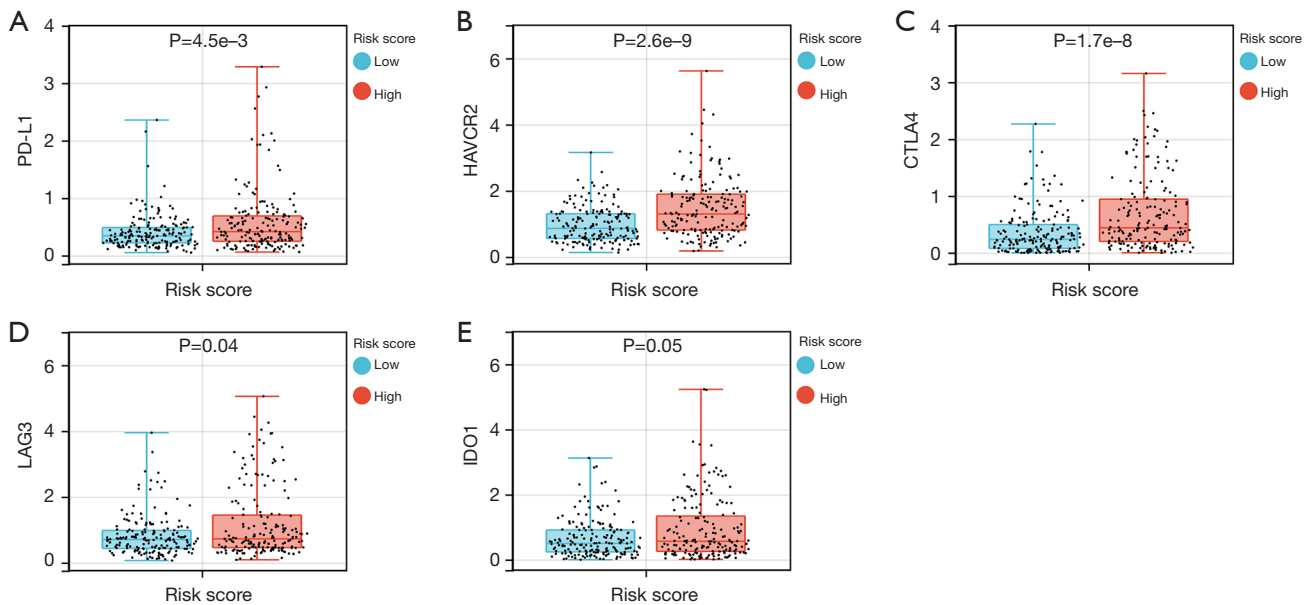 A
P=4.5e–3
4
3
2
1
0
PD-L1
Risk score
Risk score
Low
High
B
P=2.6e–9
6
4
2
0
HAVCR2
Risk score
Risk score
Low
High
C
P=1.7e–8
4
3
2
1
0
CTLA4
Risk score
Risk score
Low
High
D
P=0.04
6
4
2
0
LAG3
Risk score
Risk score
Low
High
E
P=0.05
6
4
2
0
IDO1
Risk score
Risk score
Low
High